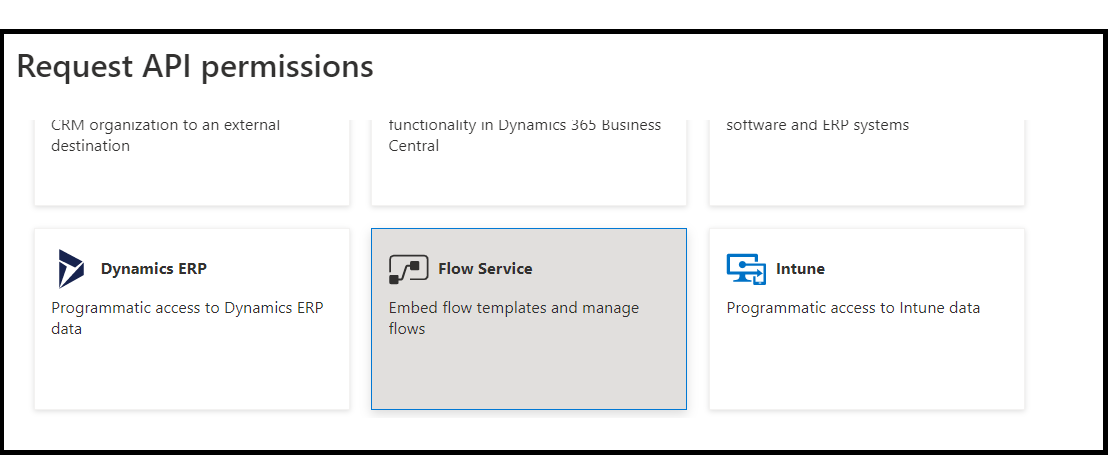 Request API permissions
CRM organization to an external
destination
functionality in Dynamics 365 Business
Central
software and ERP systems
Dynamics ERP
Programmatic access to Dynamics ERP
data
Flow Service
Embed flow templates and manage
flows
Intune
Programmatic access to Intune data